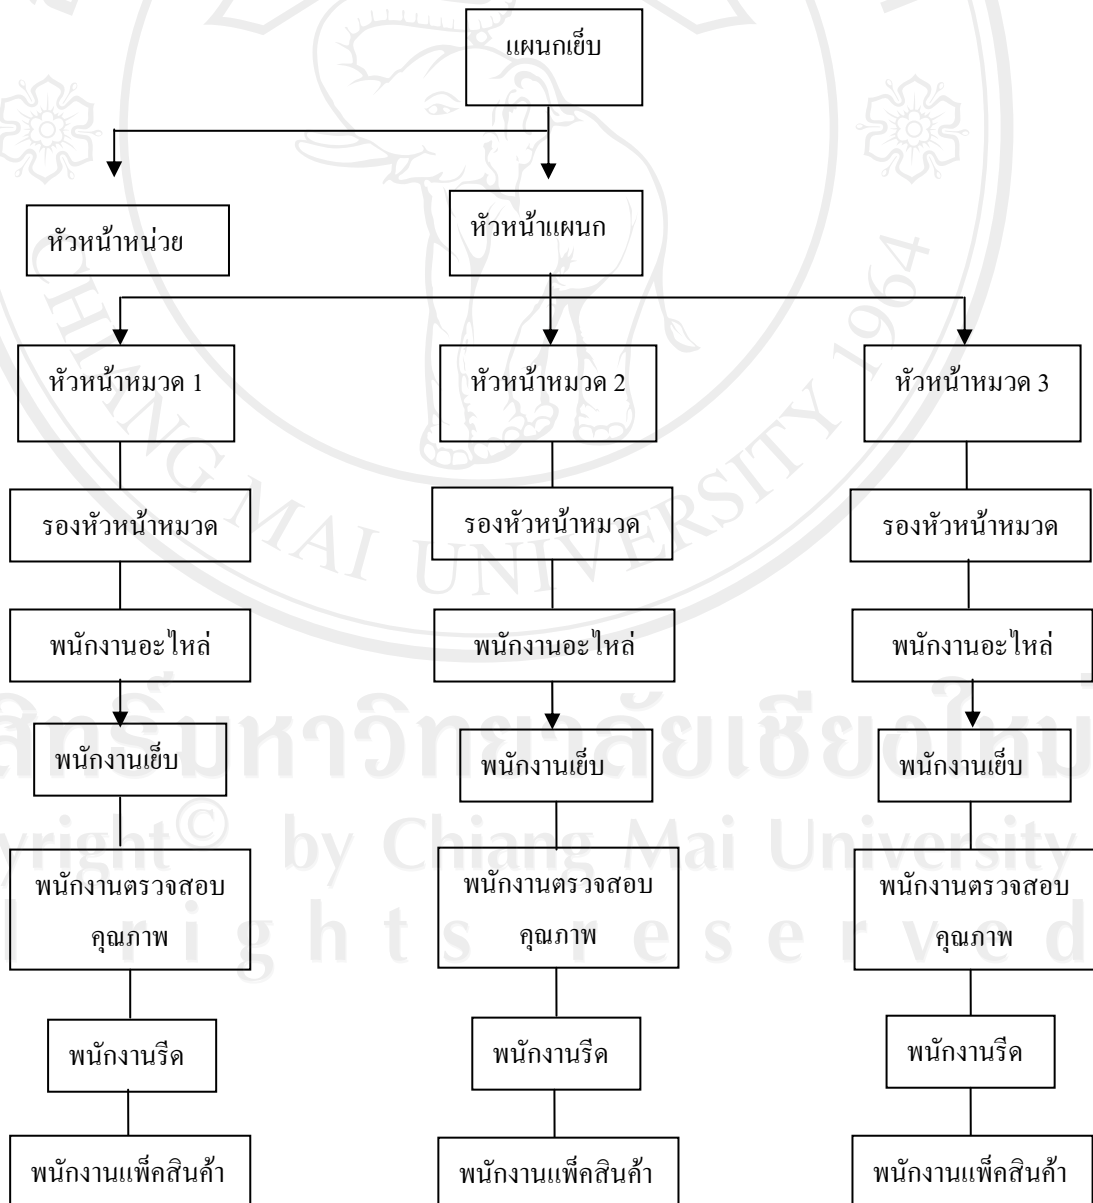 แผนกเย็บ
หัวหน้าหน่วย
หัวหน้าแผนก
หัวหน้าหมวด 1
หัวหน้าหมวด 2
หัวหน้าหมวด 3
รองหัวหน้าหมวด
รองหัวหน้าหมวด
รองหัวหน้าหมวด
พนักงานอะไหล่
พนักงานอะไหล่
พนักงานอะไหล่
พนักงานเย็บ
พนักงานเย็บ
พนักงานเย็บ
พนักงานตรวจสอบ
คุณภาพ
พนักงานตรวจสอบ
คุณภาพ
พนักงานตรวจสอบ
คุณภาพ
พนักงานรีด
พนักงานรีด
พนักงานรีด
พนักงานแพ็คสินค้า
พนักงานแพ็คสินค้า
พนักงานแพ็คสินค้า
CHIANG MAI UNIVERSITY 1964
สิทธิ์มหาวิทยาลัยเชียงใหม่
yright © by Chiang Mai University
l rights reserved